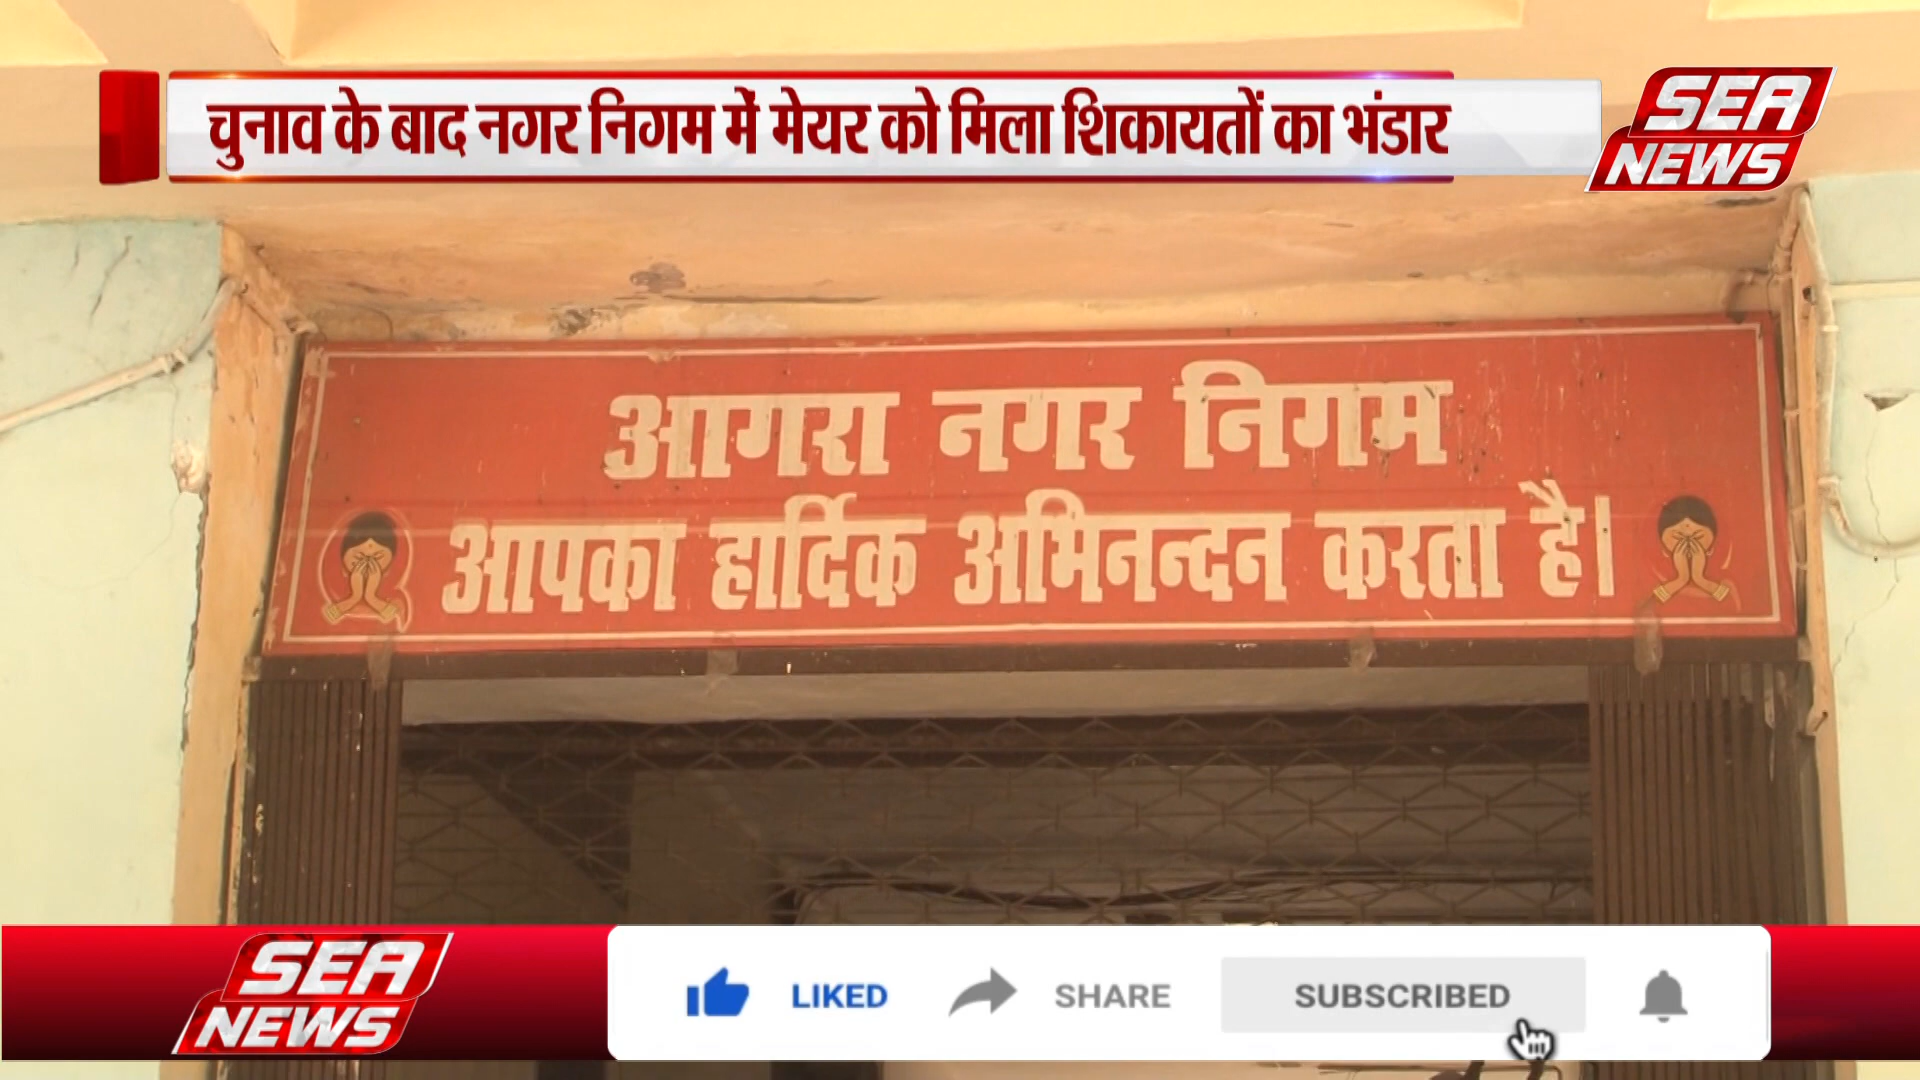 चुनाव के बाद नगर निगम में मेयर को मिला शिकायतों का भंडार
SEA
NEWS
आगरा नगर निगम
आपका हार्दिक अभिनन्दन करता है।
SEA
NEWS
LIKED
SHARE
SUBSCRIBED